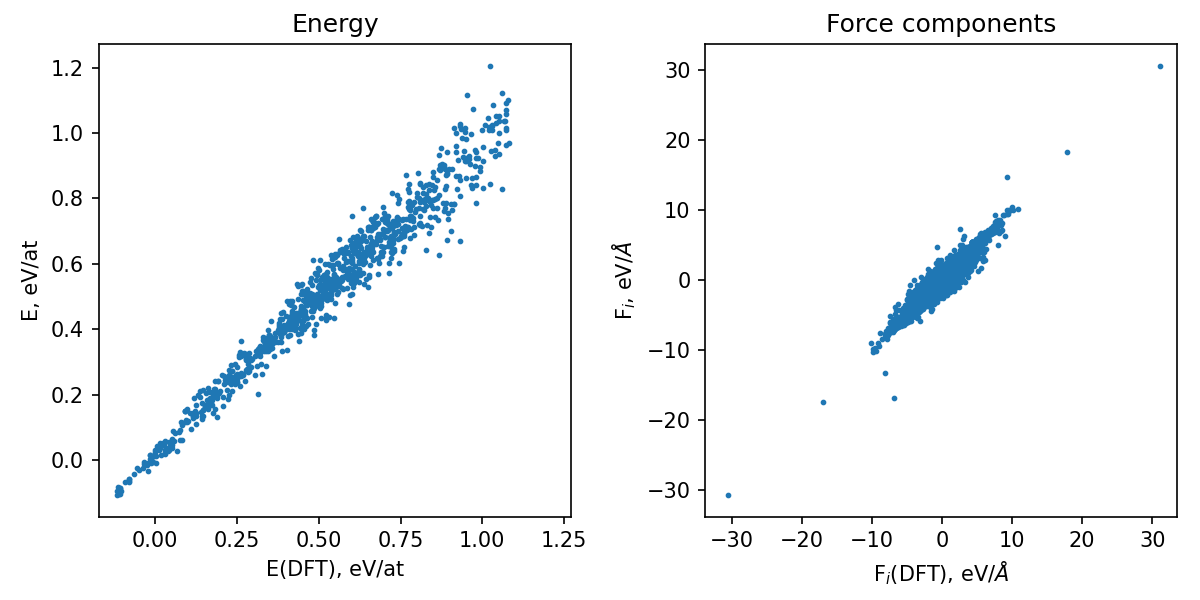 Energy
1.2
1.0
0.8
0.6
0.4
0.2
0.0
E, eV/at
0.00 0.25 0.50 0.75 1.00 1.25
E(DFT), eV/at
Force components
30
20
10
0
−10
−20
−30
Fᵢ, eV/Å
−30 −20 −10 0 10 20 30
Fᵢ(DFT), eV/Å